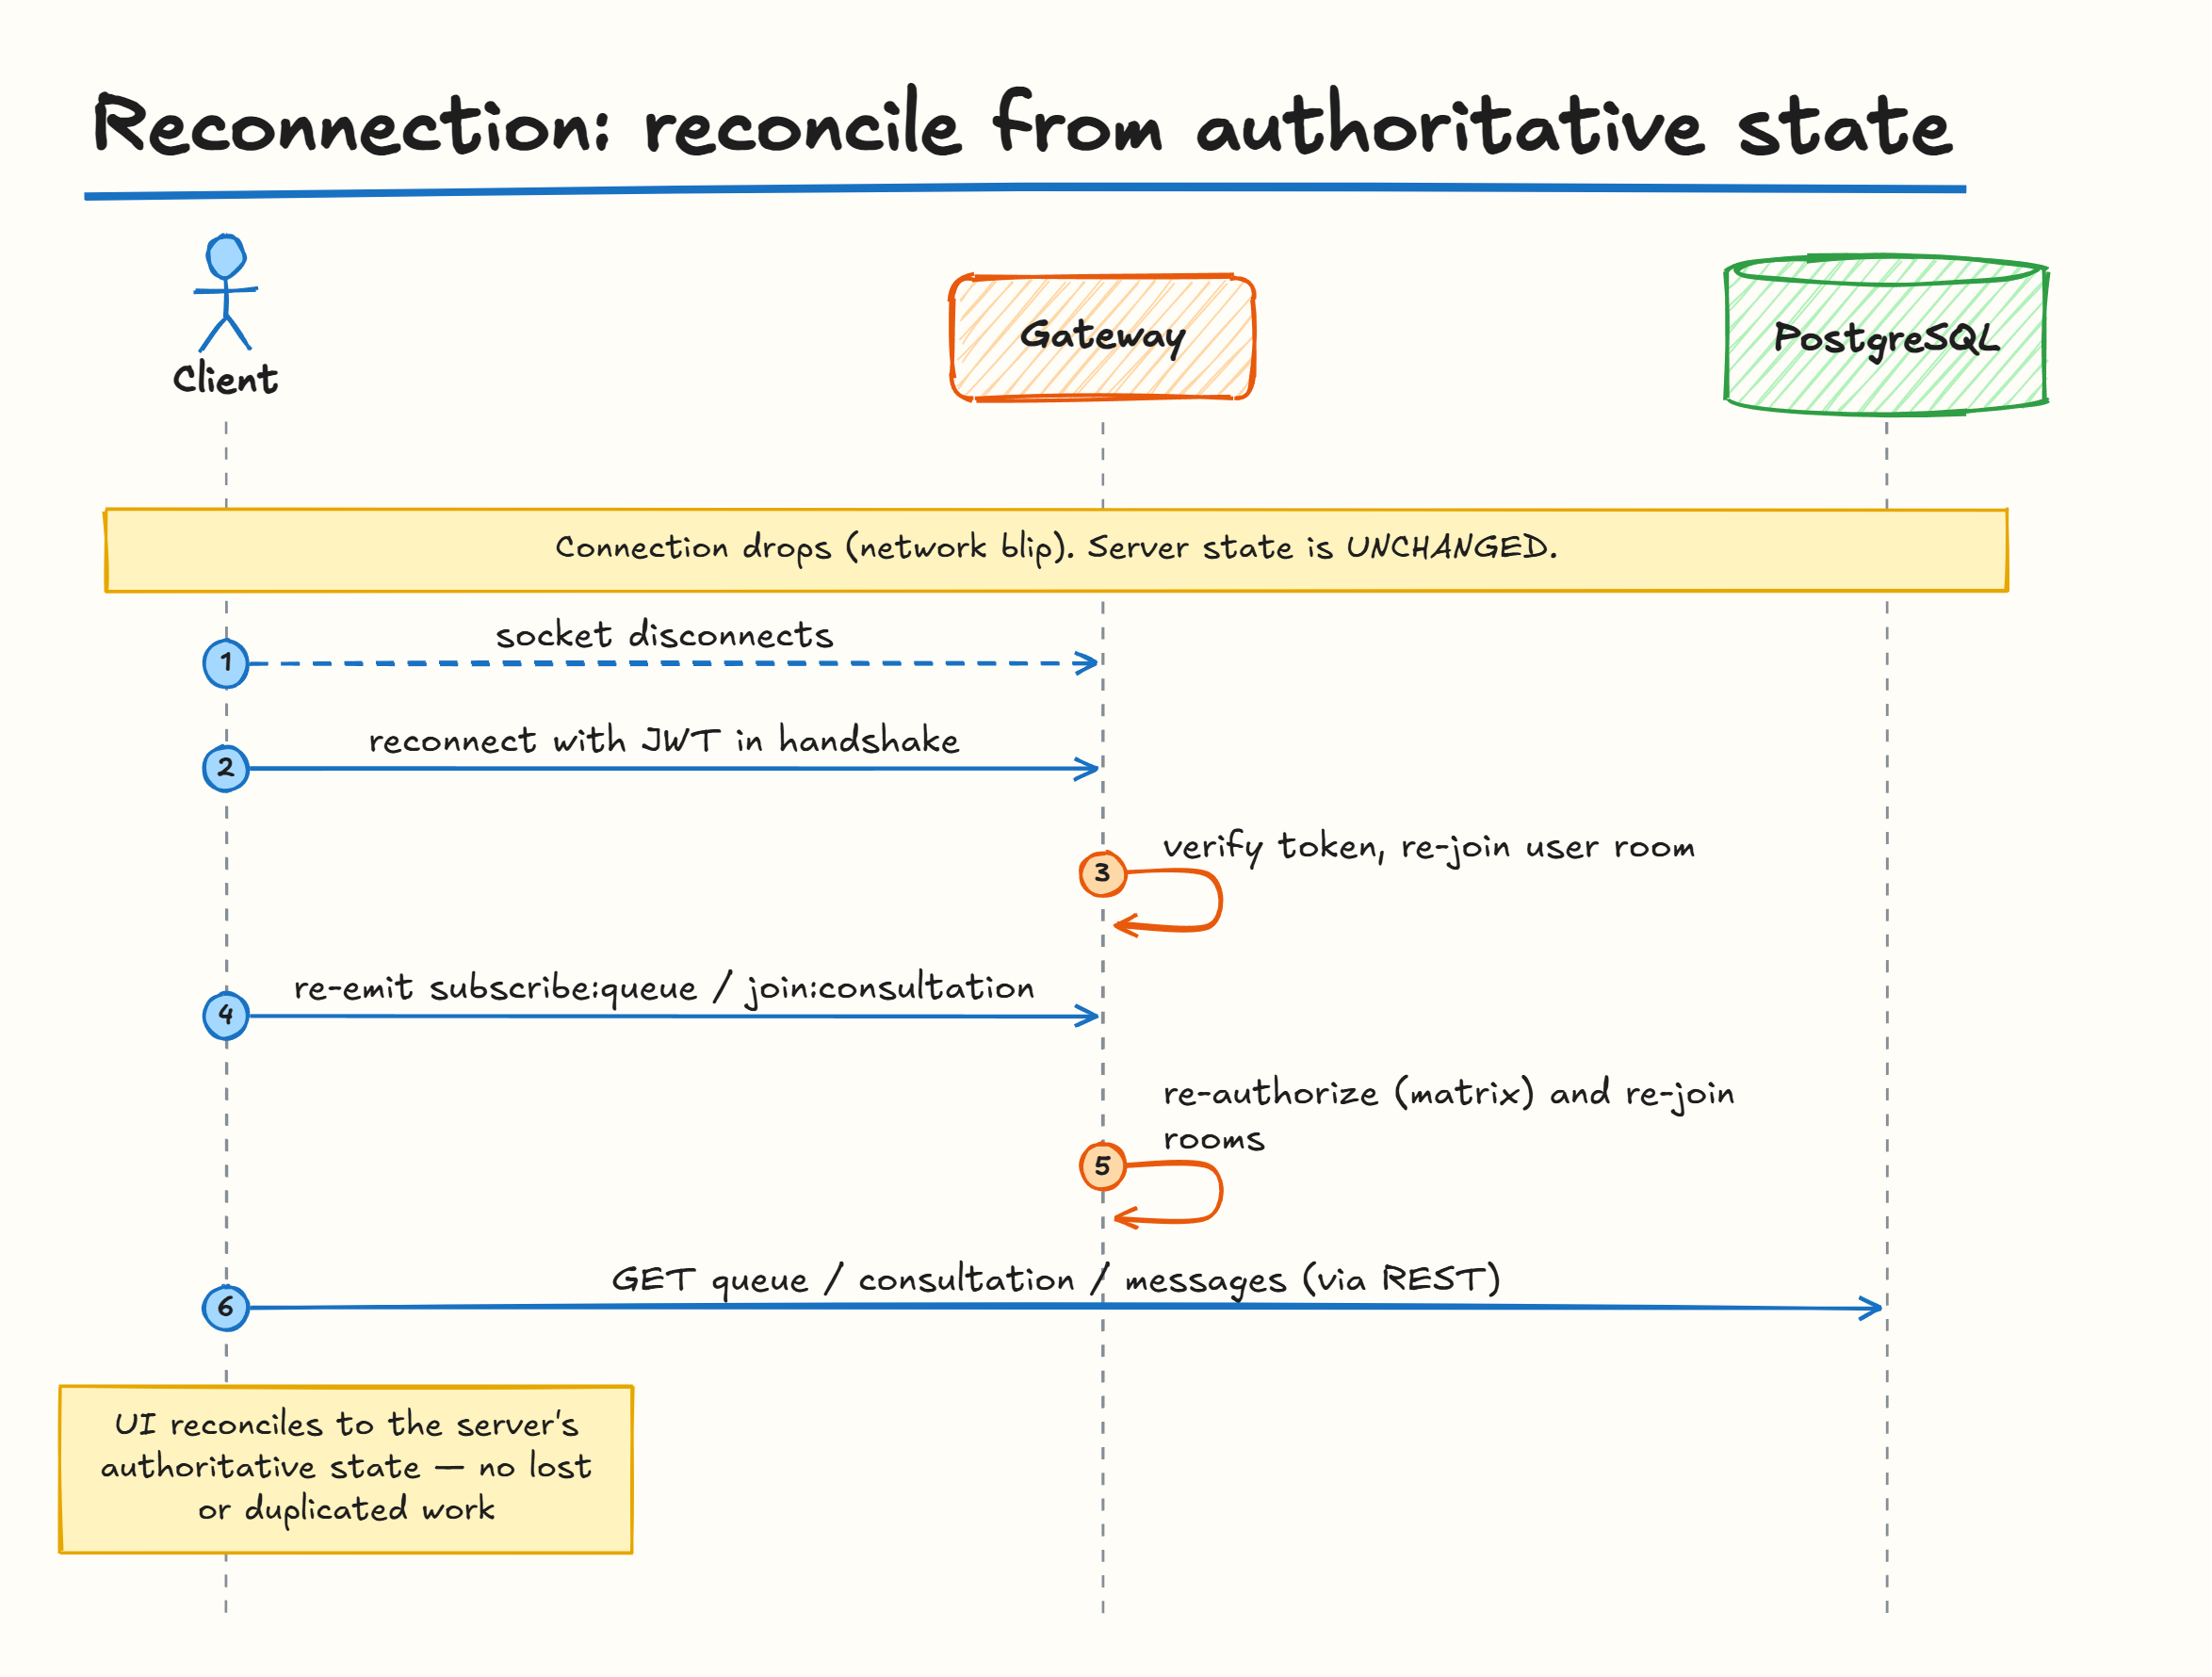 Reconnection: reconcile from authoritative state
Client
Gateway
PostgreSQL
Connection drops (network blip). Server state is UNCHANGED.
socket disconnects
1
reconnect with JWT in handshake
2
verify token, re-join user room
3
re-emit subscribe:queue / join:consultation
4
re-authorize (matrix) and re-join
rooms
5
GET queue / consultation / messages (via REST)
6
UI reconciles to the server's
authoritative state — no lost
or duplicated work